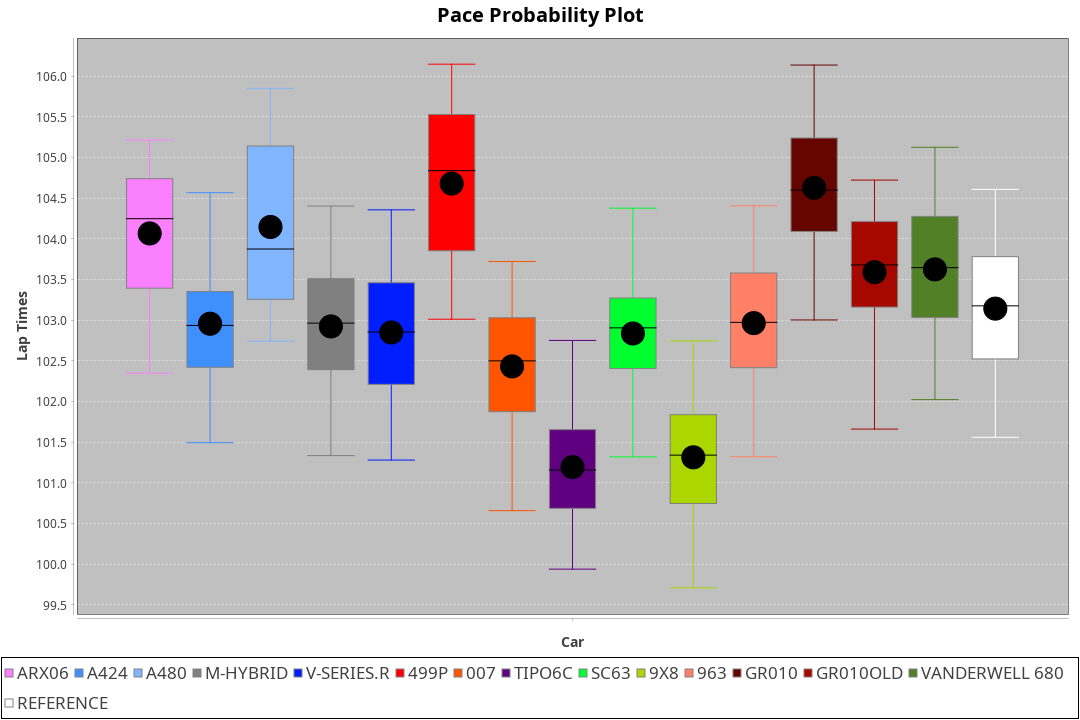 Pace Probability Plot
106.0
105.5
105.0
104.5
104.0
103.5
103.0
102.5
102.0
101.5
101.0
100.5
100.0
99.5
Lap Times
Car
ARX06 A424 A480 M-HYBRID V-SERIES.R 499P 007 TIPO6C SC63 9X8 963 GR010 GR010OLD VANDERWELL 680
REFERENCE